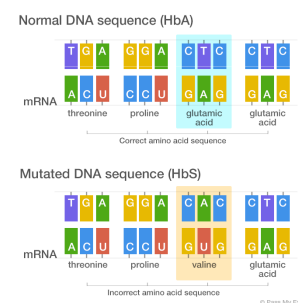 Normal DNA sequence (HbA)
T G A G G A C T C C T C
mRNA A C U C C U G A G G A G
threonine proline glutamic acid glutamic acid
Correct amino acid sequence
Mutated DNA sequence (HbS)
T G A G G A C A C C T C
mRNA A C U C C U G U G G A G
threonine proline valine glutamic acid
Incorrect amino acid sequence